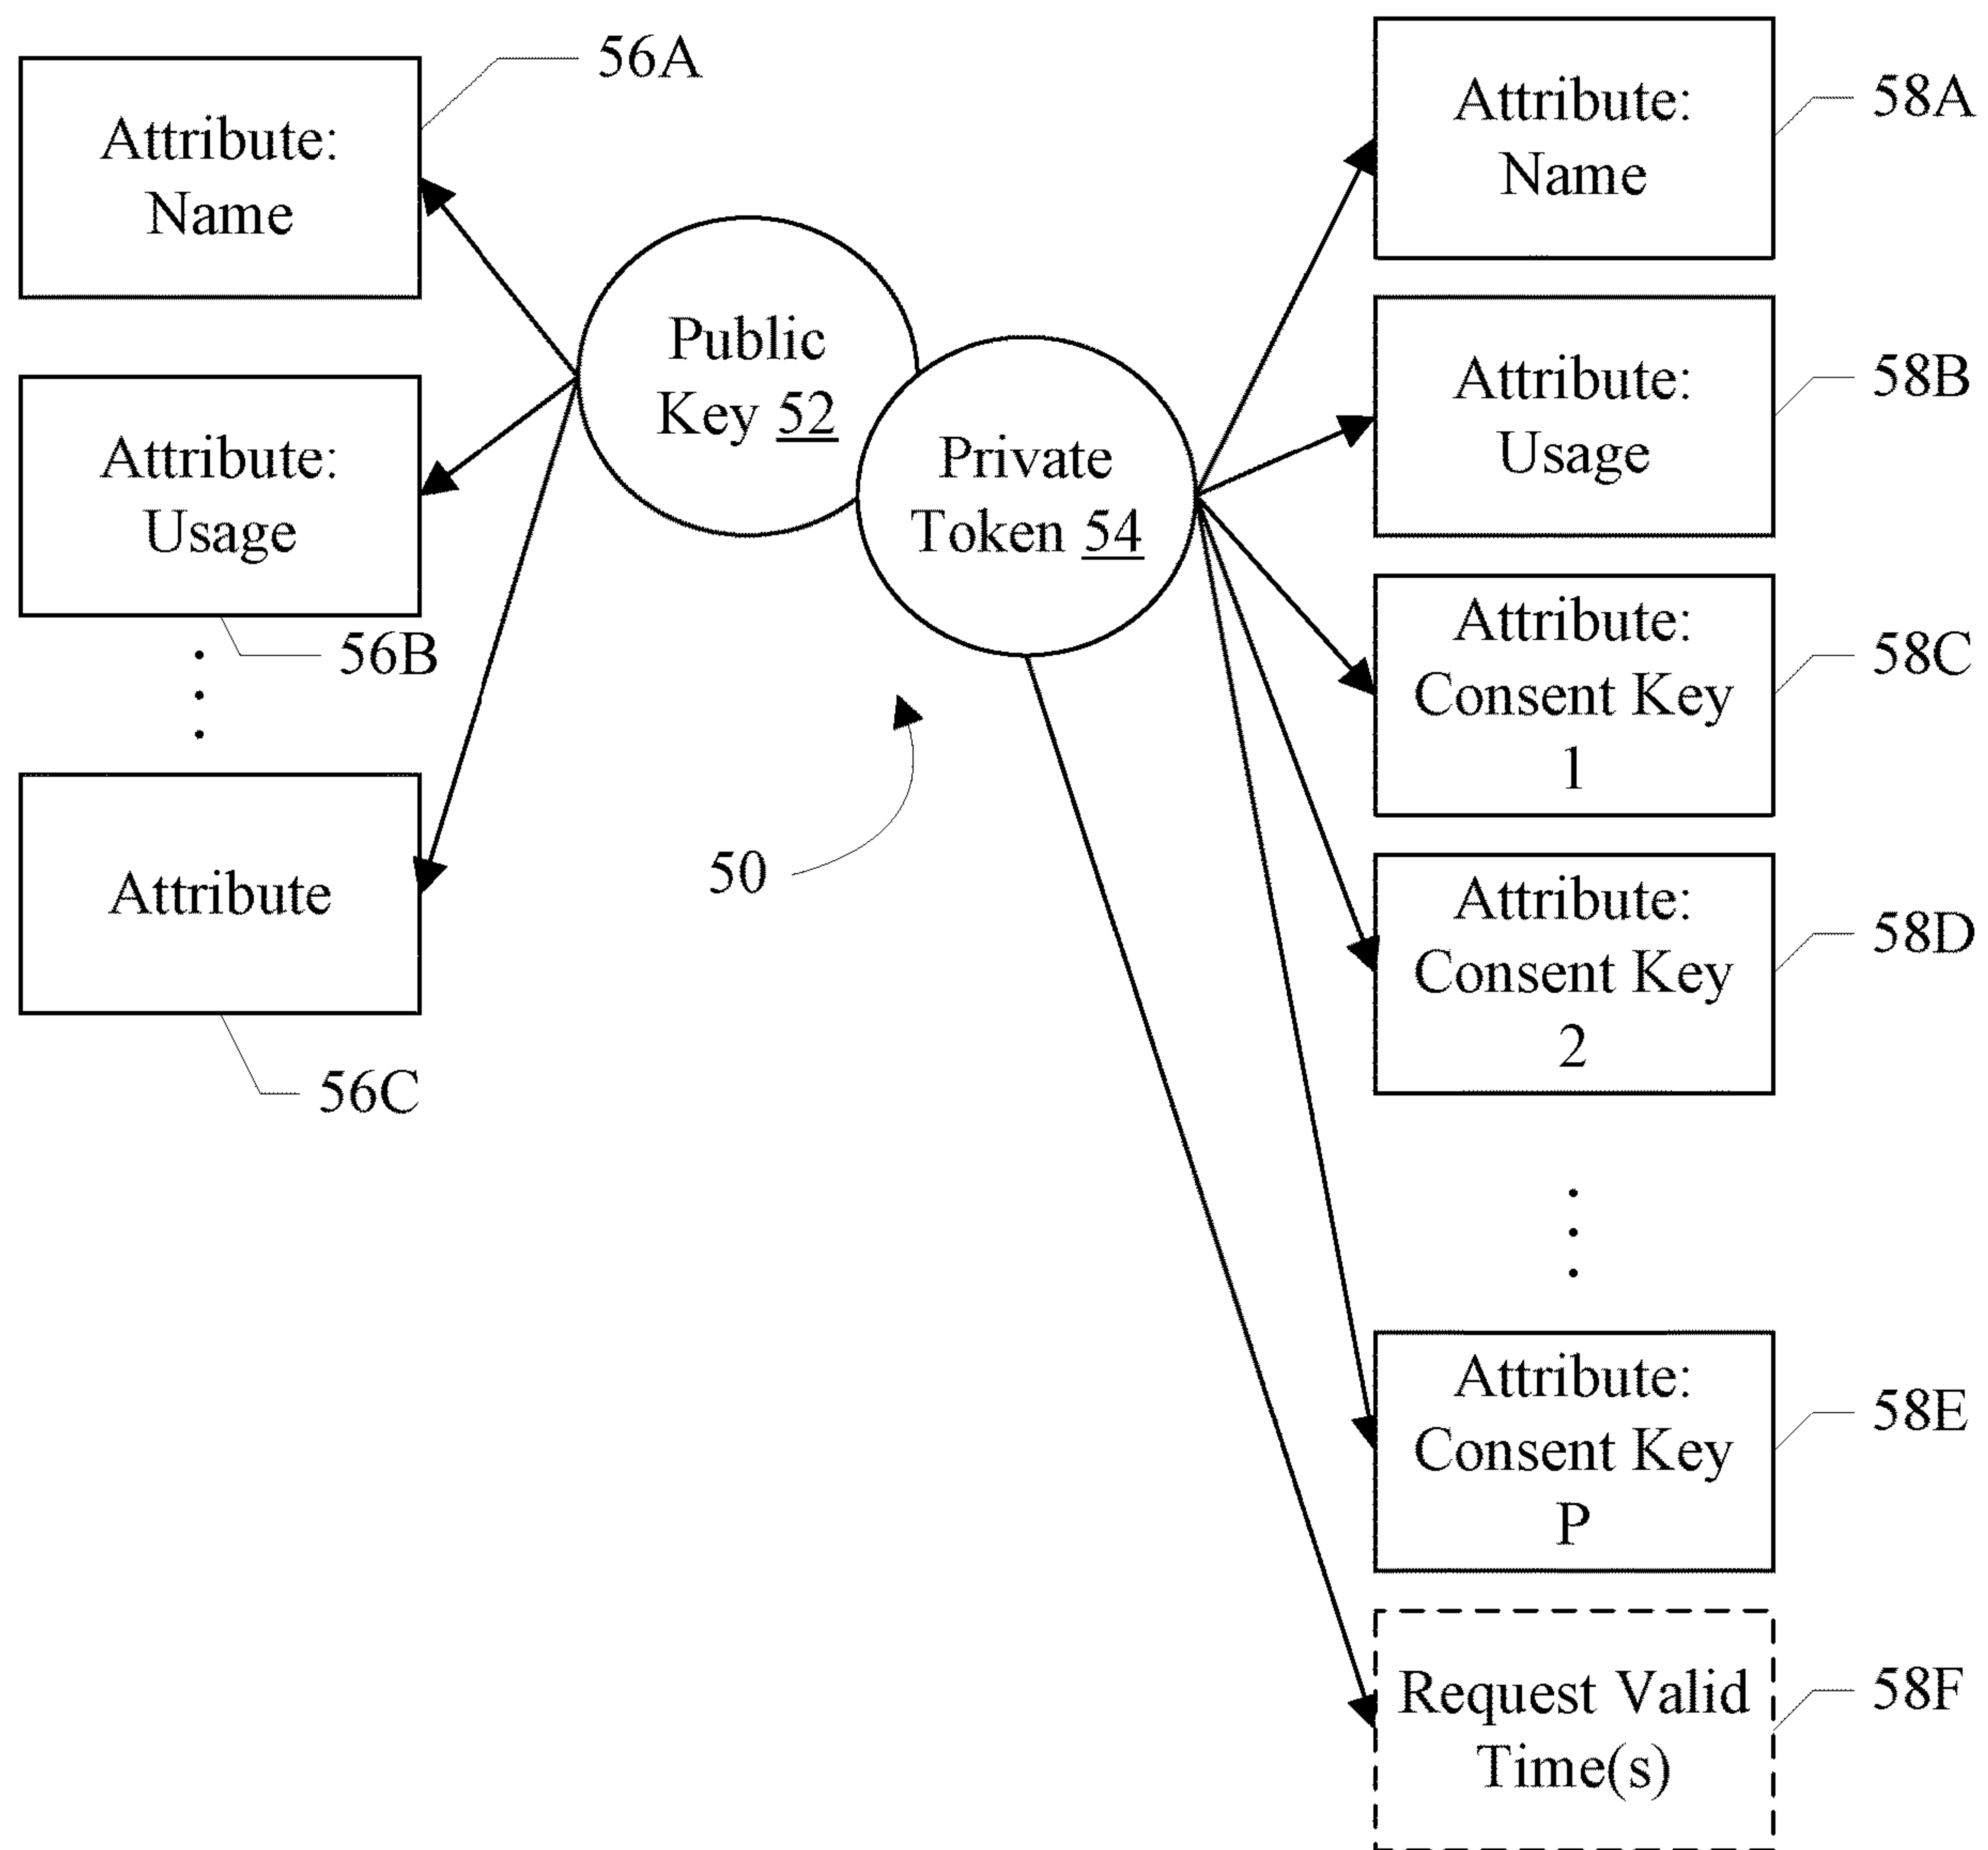 56A
Attribute:
Name
Attribute:
Usage
56B
Attribute
56C
Public
Key 52
Private
Token 54
50
Attribute:
Name
58A
Attribute:
Usage
58B
Attribute:
Consent Key
1
58C
Attribute:
Consent Key
2
58D
Attribute:
Consent Key
P
58E
Request Valid
Time(s)
58F